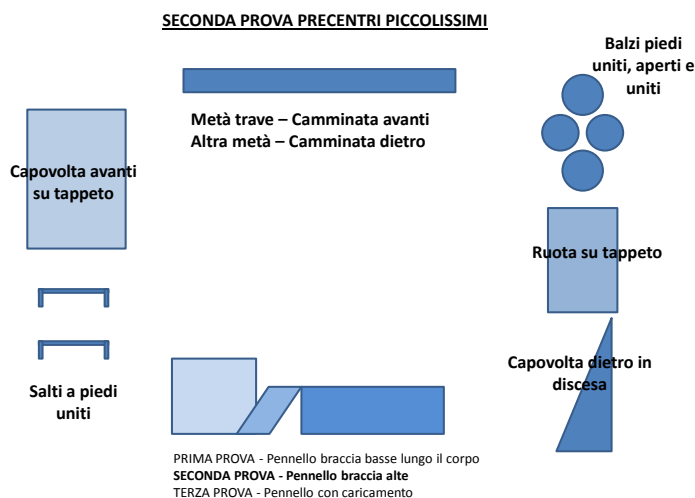 SECONDA PROVA PRECENTRI PICCOLISSIMI
Balzi piedi
uniti, aperti e
uniti
Metà trave – Camminata avanti
Altra metà – Camminata dietro
Capovolta avanti
su tappeto
Ruota su tappeto
Capovolta dietro in
discesa
Salti a piedi
uniti
PRIMA PROVA - Pennello braccia basse lungo il corpo
SECONDA PROVA - Pennello braccia alte
TERZA PROVA - Pennello con caricamento